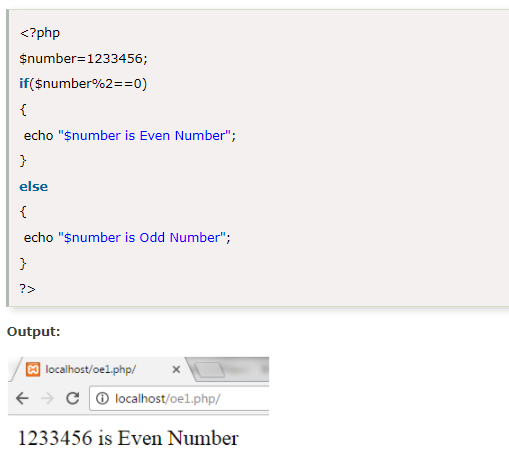 <?php
$number=1233456;
if($number%2==0)
{
echo "$number is Even Number";
}
else
{
echo "$number is Odd Number";
}
?>
Output:
localhost/oe1.php/
localhost/oe1.php/
1233456 is Even Number